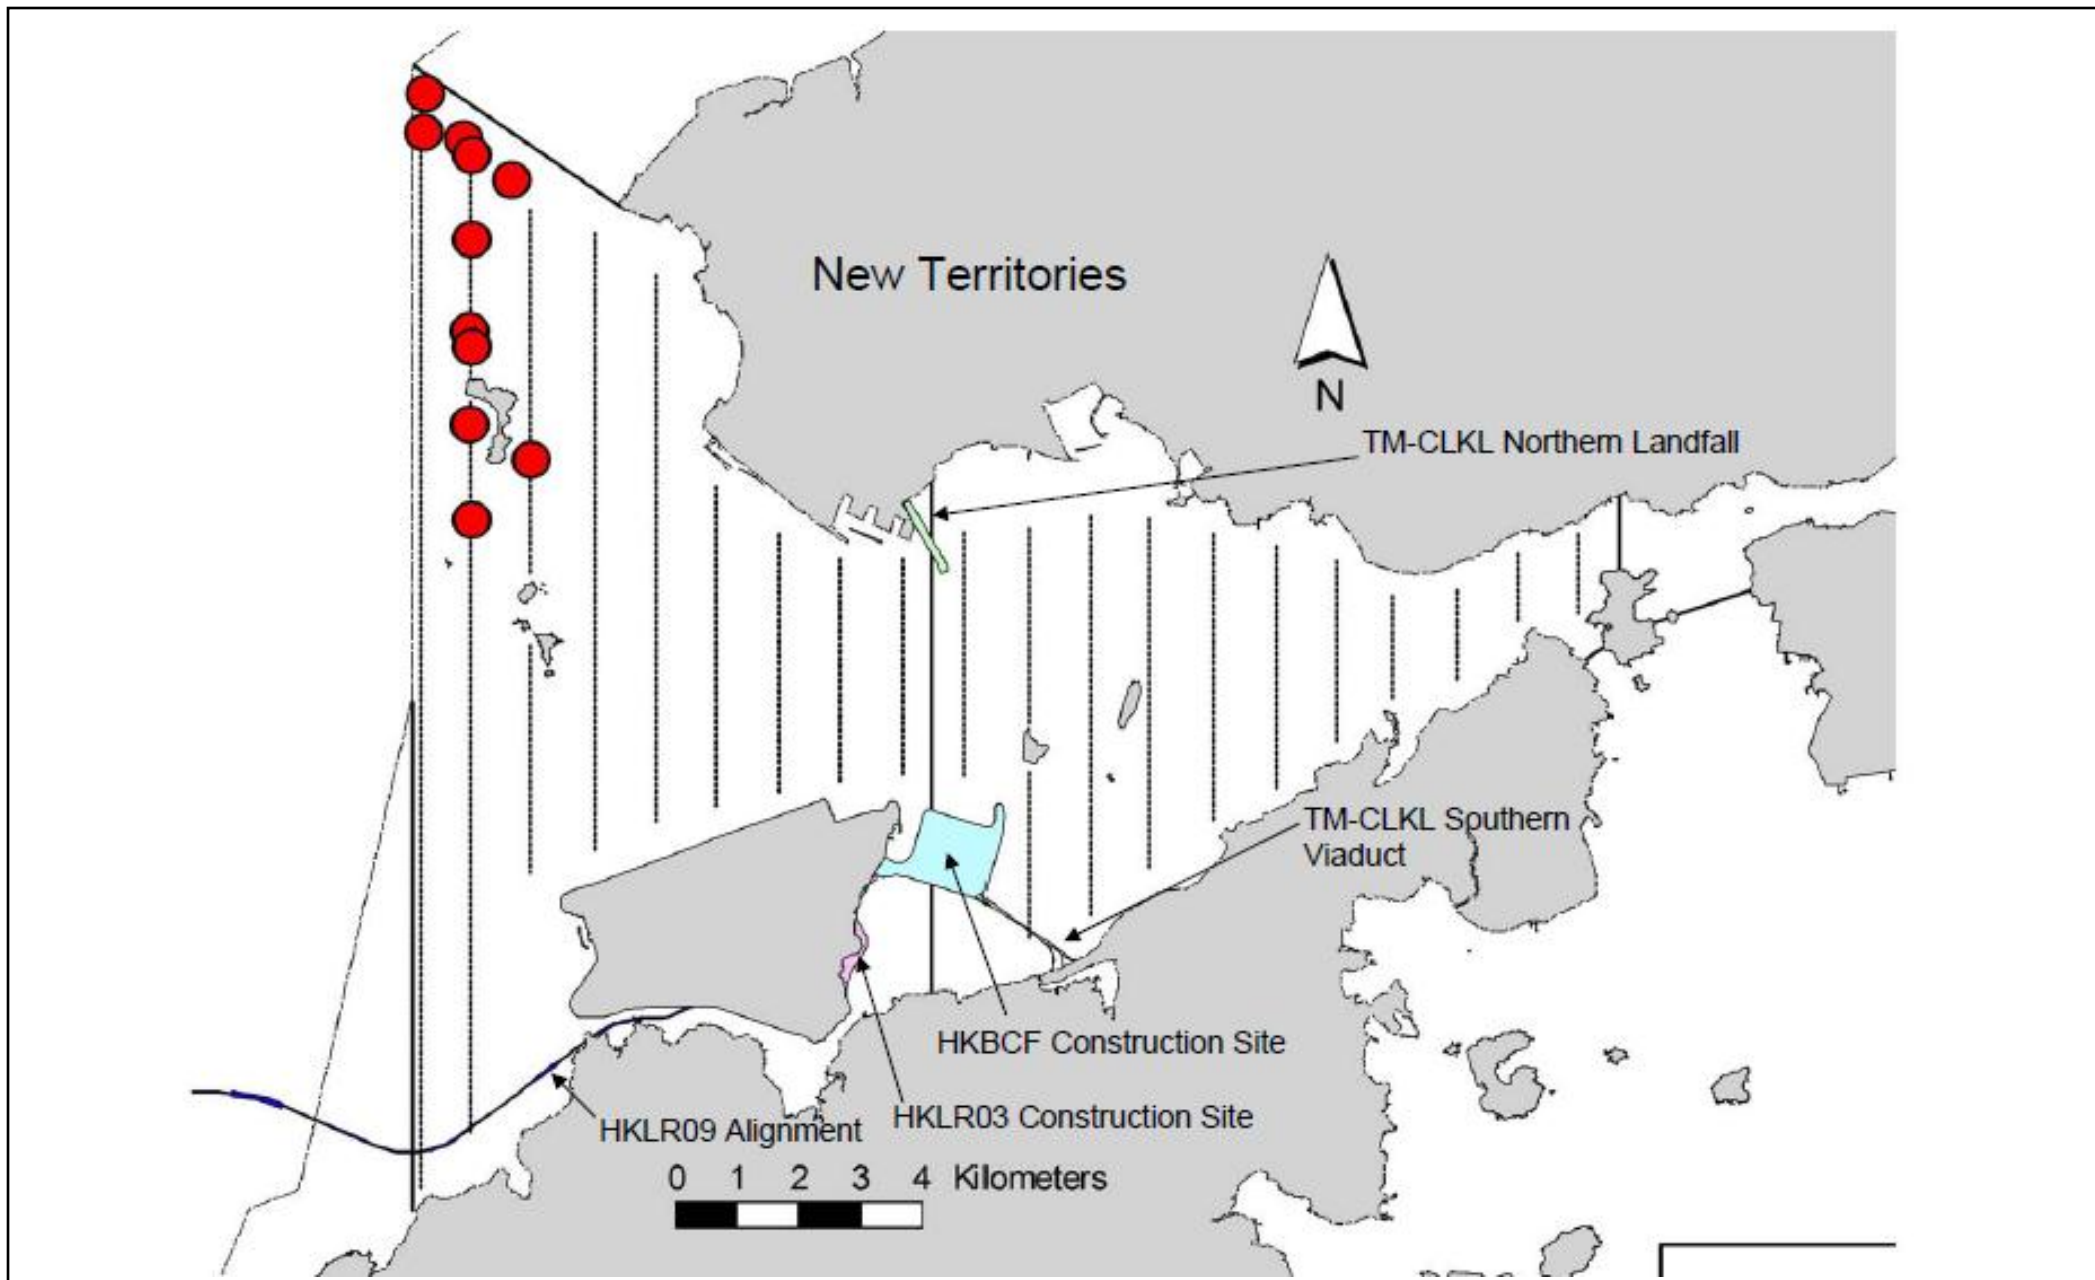 New Territories
N
TM-CLKL Northern Landfall
TM-CLKL Southern
Viaduct
HKBCF Construction Site
HKLR03 Construction Site
HKLR09 Alignment
0 1 2 3 4 Kilometers